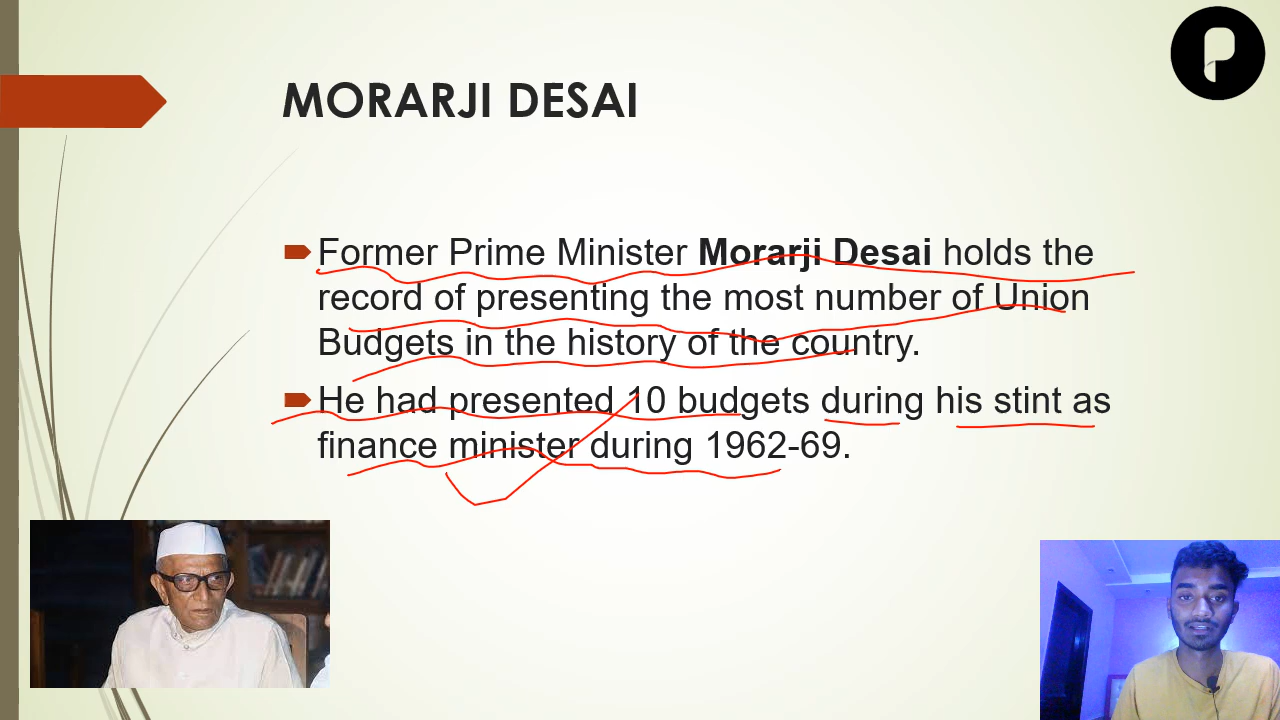 MORARJI DESAI
Former Prime Minister Morarji Desai holds the
record of presenting the most number of Union
Budgets in the history of the country.
He had presented 10 budgets during his stint as
finance minister during 1962-69.